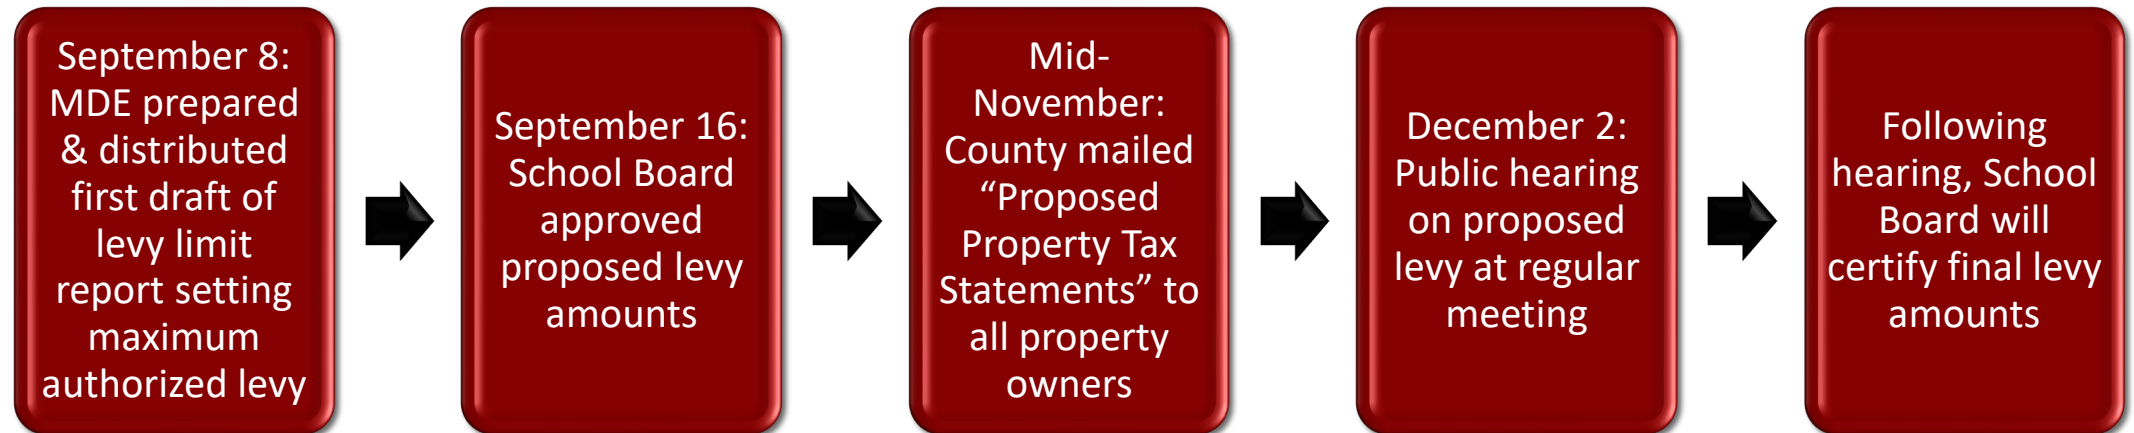 September 8:
MDE prepared
& distributed
first draft of
levy limit
report setting
maximum
authorized levy
September 16:
School Board
approved
proposed levy
amounts
Mid-
November:
County mailed
“Proposed
Property Tax
Statements” to
all property
owners
December 2:
Public hearing
on proposed
levy at regular
meeting
Following
hearing, School
Board will
certify final levy
amounts